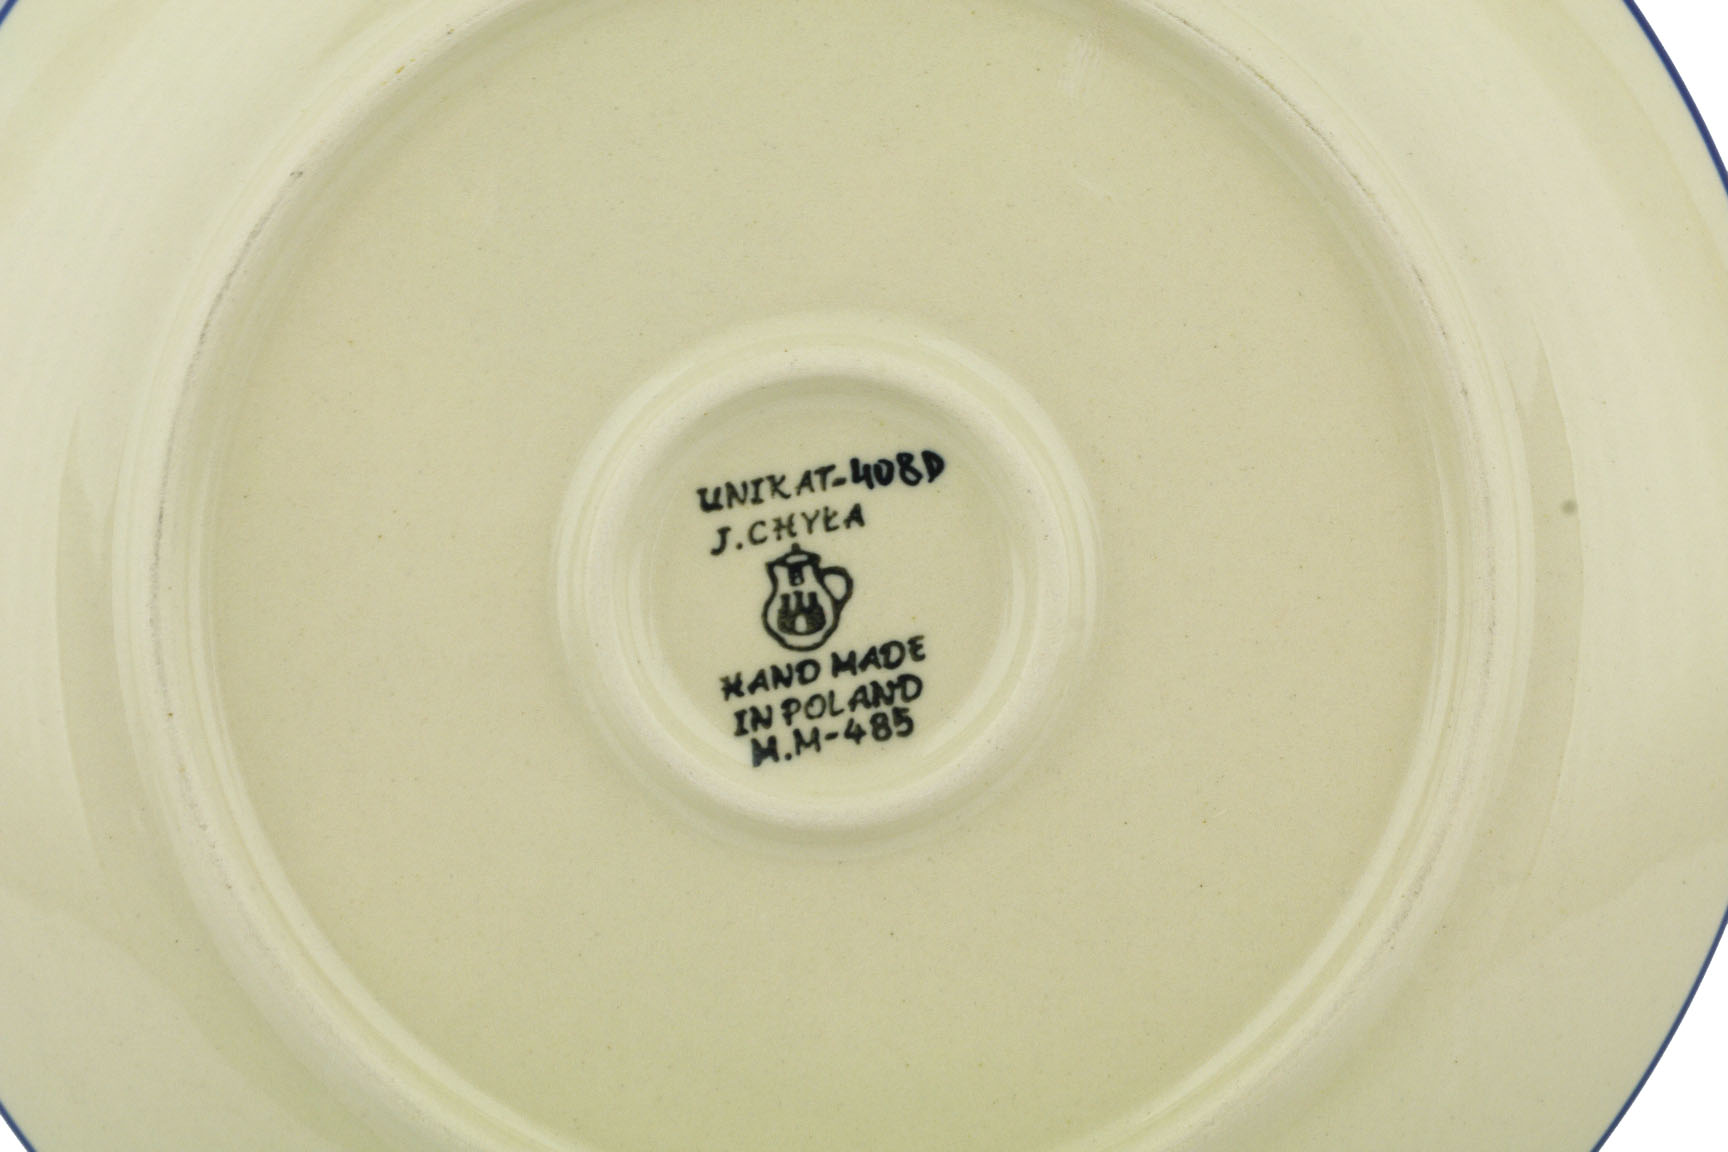 UNIKAT-408D
J.CHYŁA
B
HAND MADE
IN POLAND
M.M-485